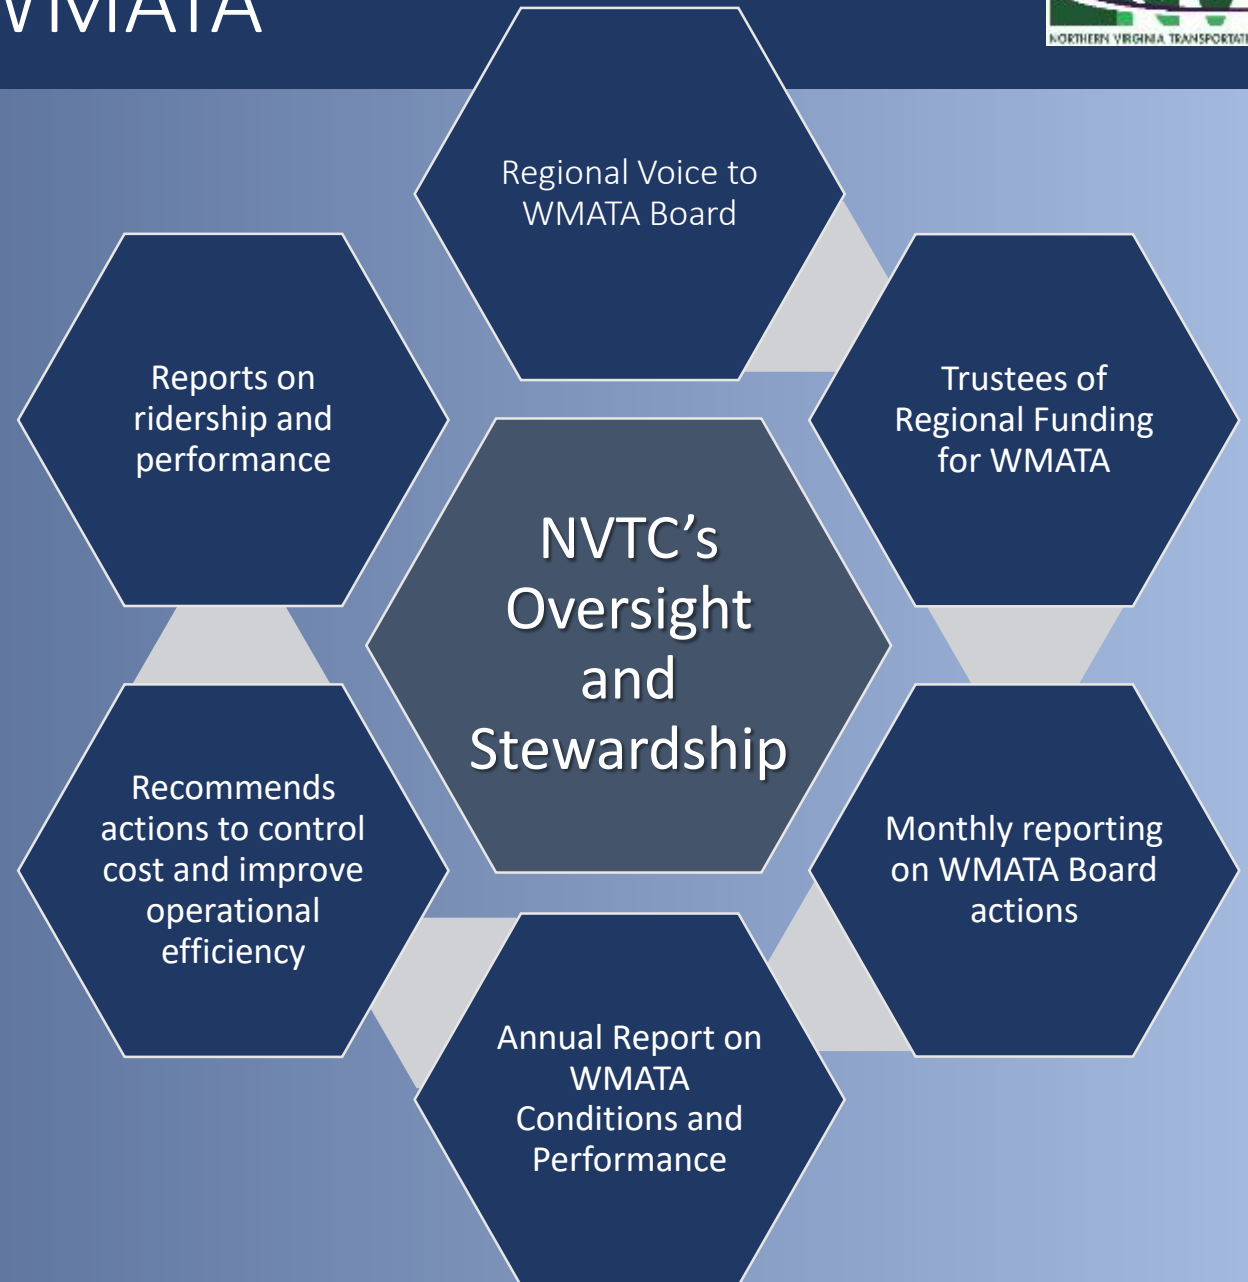 WMATA
NORTHERN VIRGINIA TRANSPORTATI
Regional Voice to
WMATA Board
Reports on
ridership and
performance
Trustees of
Regional Funding
for WMATA
NVTC’s
Oversight
and
Stewardship
Recommends
actions to control
cost and improve
operational
efficiency
Monthly reporting
on WMATA Board
actions
Annual Report on
WMATA
Conditions and
Performance